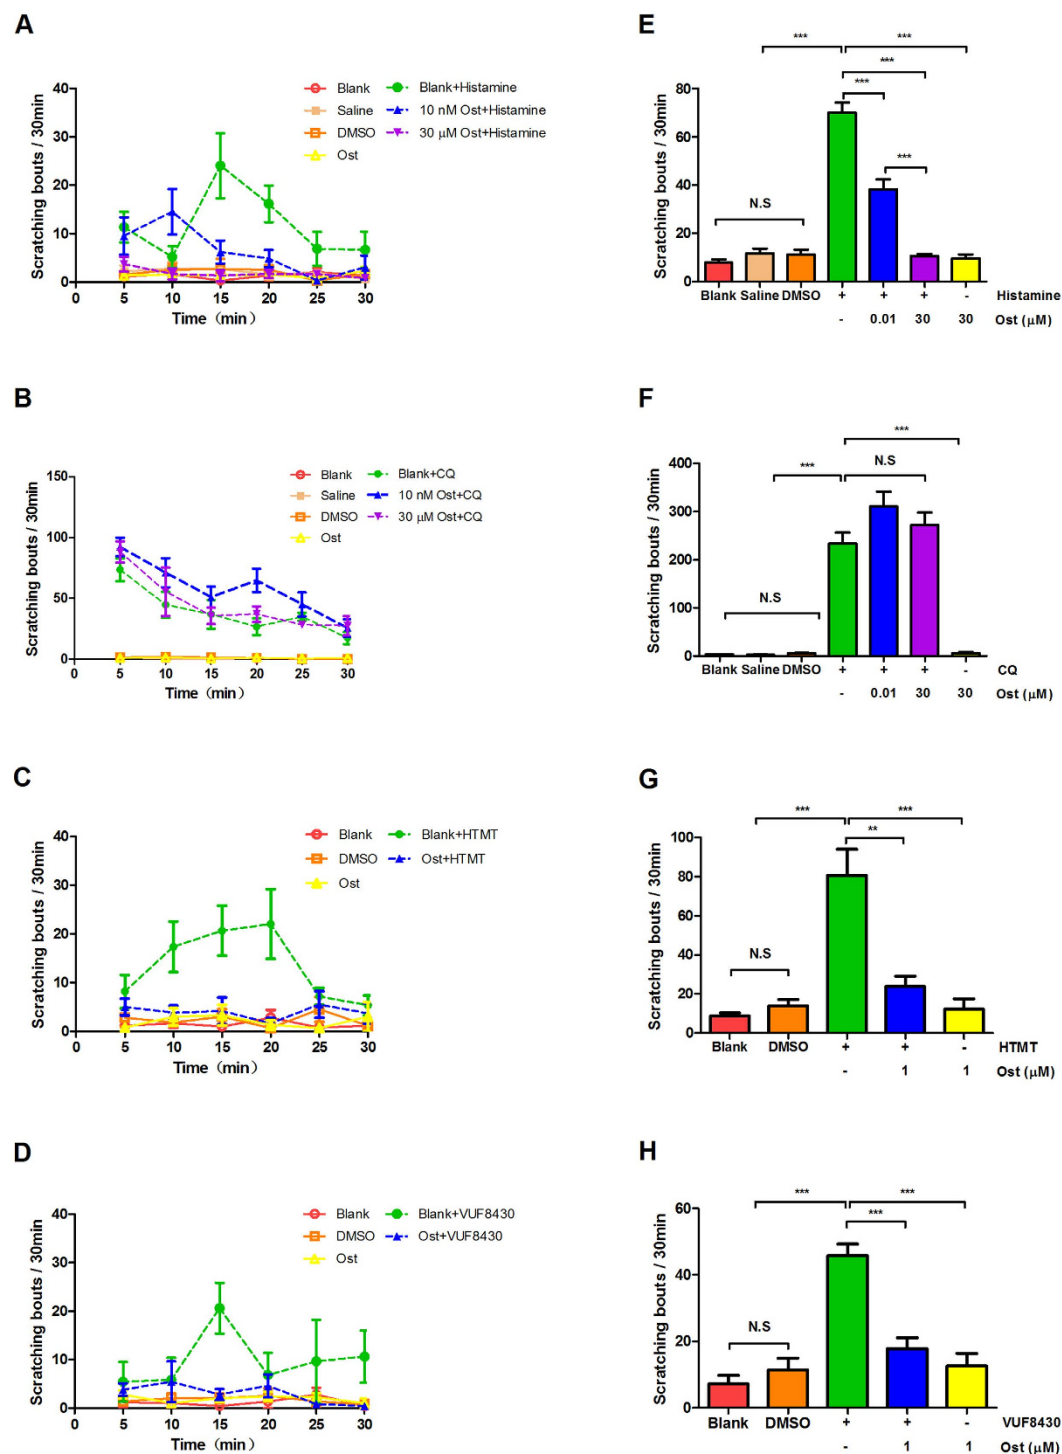 A
Scratching bouts / 30min
40
30
20
10
0
0 5 10 15 20 25 30
Time (min)
Blank
Saline
DMSO
Ost
Blank+Histamine
10 nM Ost+Histamine
30 μM Ost+Histamine
E
Scratching bouts / 30min
80
60
40
20
0
***
***
***
***
***
N.S
Blank Saline DMSO + + + - Histamine
- 0.01 30 30 Ost (μM)
B
Scratching bouts / 30min
150
100
50
0
5 10 15 20 25 30
Time (min)
Blank
Saline
DMSO
Ost
Blank+CQ
10 nM Ost+CQ
30 μM Ost+CQ
F
Scratching bouts / 30min
400
300
200
100
0
***
***
N.S
N.S
Blank Saline DMSO + + + - CQ
- 0.01 30 30 Ost (μM)
C
Scratching bouts / 30min
40
30
20
10
0
0 5 10 15 20 25 30
Time (min)
Blank
DMSO
Ost
Blank+HTMT
Ost+HTMT
G
Scratching bouts / 30min
100
80
60
40
20
0
***
***
**
N.S
Blank DMSO + + - HTMT
- 1 1 Ost (μM)
D
Scratching bouts / 30min
40
30
20
10
0
0 5 10 15 20 25 30
Time (min)
Blank
DMSO
Ost
Blank+VUF8430
Ost+VUF8430
H
Scratching bouts / 30min
60
40
20
0
***
***
***
N.S
Blank DMSO + + - VUF8430
- 1 1 Ost (μM)